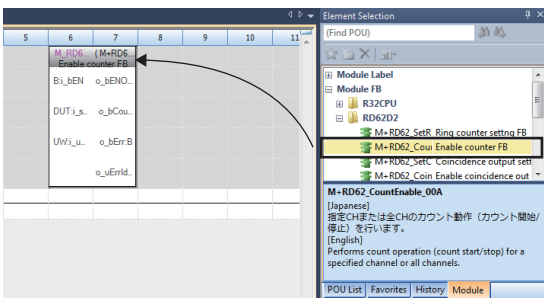 5 6 7 8 9 10 11
M_RD6... (M+RD6...
Enable counter FB
B:i_bEN o_bENO...
DUT:i_s... o_bCou...
UW:i_u... o_bErr:B
o_uErrId...
Element Selection
(Find POU)
Module Label
Module FB
R32CPU
RD62D2
M+RD62_SetR Ring counter settng FB
M+RD62_Coui Enable counter FB
M+RD62_SetC Coincidence output sett
M+RD62_Coin Enable coincidence out
M+RD62_CountEnable_00A
[Japanese]
指定CHまたは全CHのカウント動作（カウント開始/
停止）を行います。
[English]
Performs count operation (count start/stop) for a
specified channel or all channels.
POU List Favorites History Module